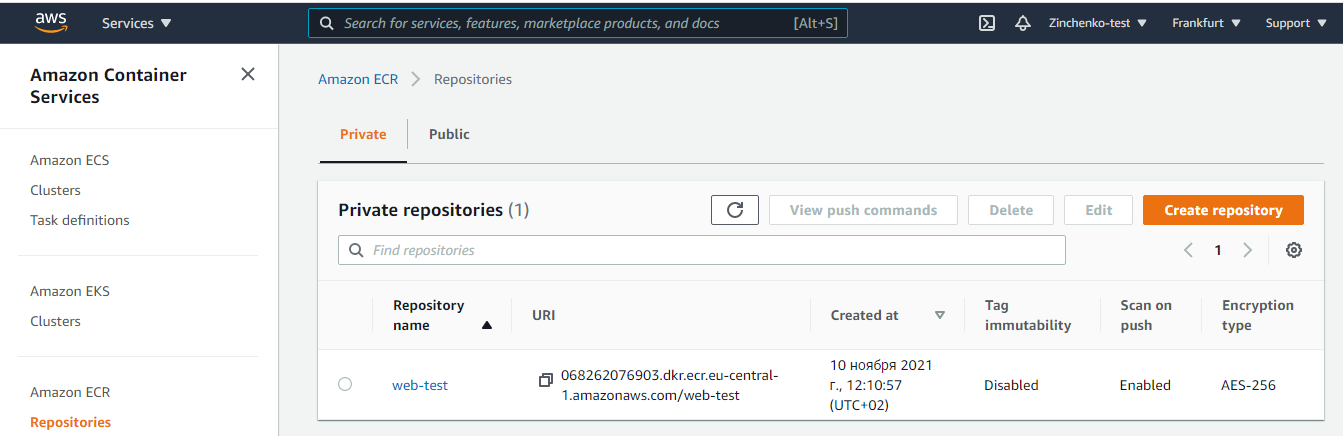 aws Services Search for services, features, marketplace products, and docs [Alt+S] Zinchenko-test Frankfurt Support
Amazon Container
Services
Amazon ECS
Clusters
Task definitions
Amazon EKS
Clusters
Amazon ECR
Repositories
Amazon ECR Repositories
Private Public
Private repositories (1) View push commands Delete Edit Create repository
Find repositories 1
Repository
name
URI
Created at
Tag
immutability
Scan on
push
Encryption
type
web-test
068262076903.dkr.ecr.eu-central-
1.amazonaws.com/web-test
10 ноября 2021
г., 12:10:57
(UTC+02)
Disabled
Enabled
AES-256